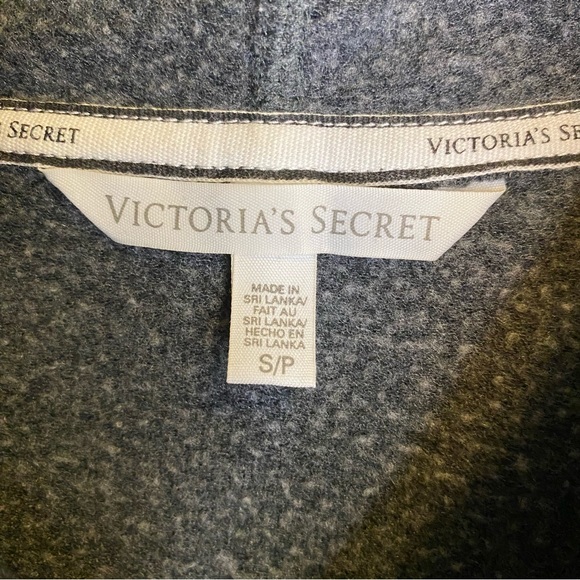 SECRET
VICTORIA'S SE
VICTORIA'S SECRET
MADE IN
SRI LANKA/
FAIT AU
SRI LANKA/
HECHO EN
SRI LANKA
S/P